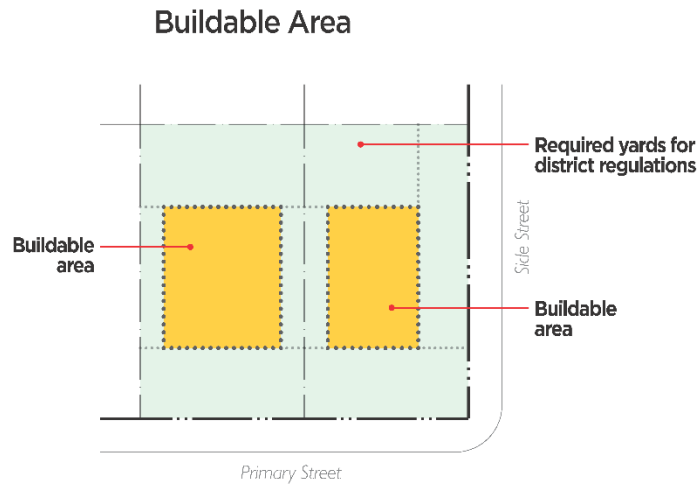 Buildable Area
Required yards for
district regulations
Side Street
Buildable
area
Buildable
area
Primary Street